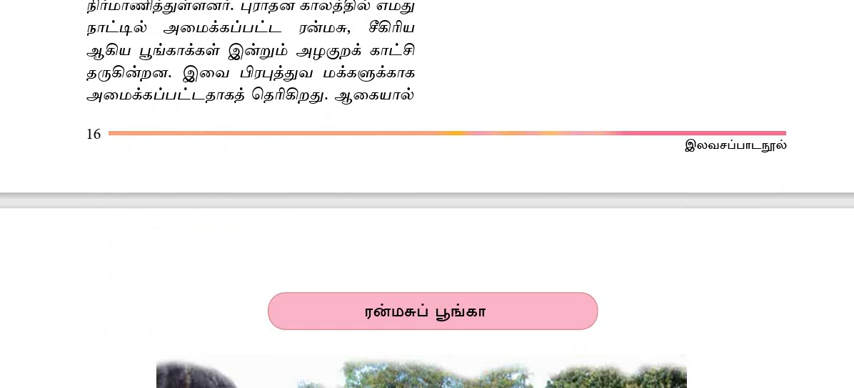 நிர்மாணித்துள்ளனர். புராதன காலத்தில் எமது
நாட்டில் அமைக்கப்பட்ட ரன்மசு, சீகிரிய
ஆகிய பூங்காக்கள் இன்றும் அழகுறக் காட்சி
தருகின்றன. இவை பிரபுத்துவ மக்களுக்காக
அமைக்கப்பட்டதாகத் தெரிகிறது. ஆகையால்
16
இலவசப்பாடநூல்
ரன்மசுப் பூங்கா